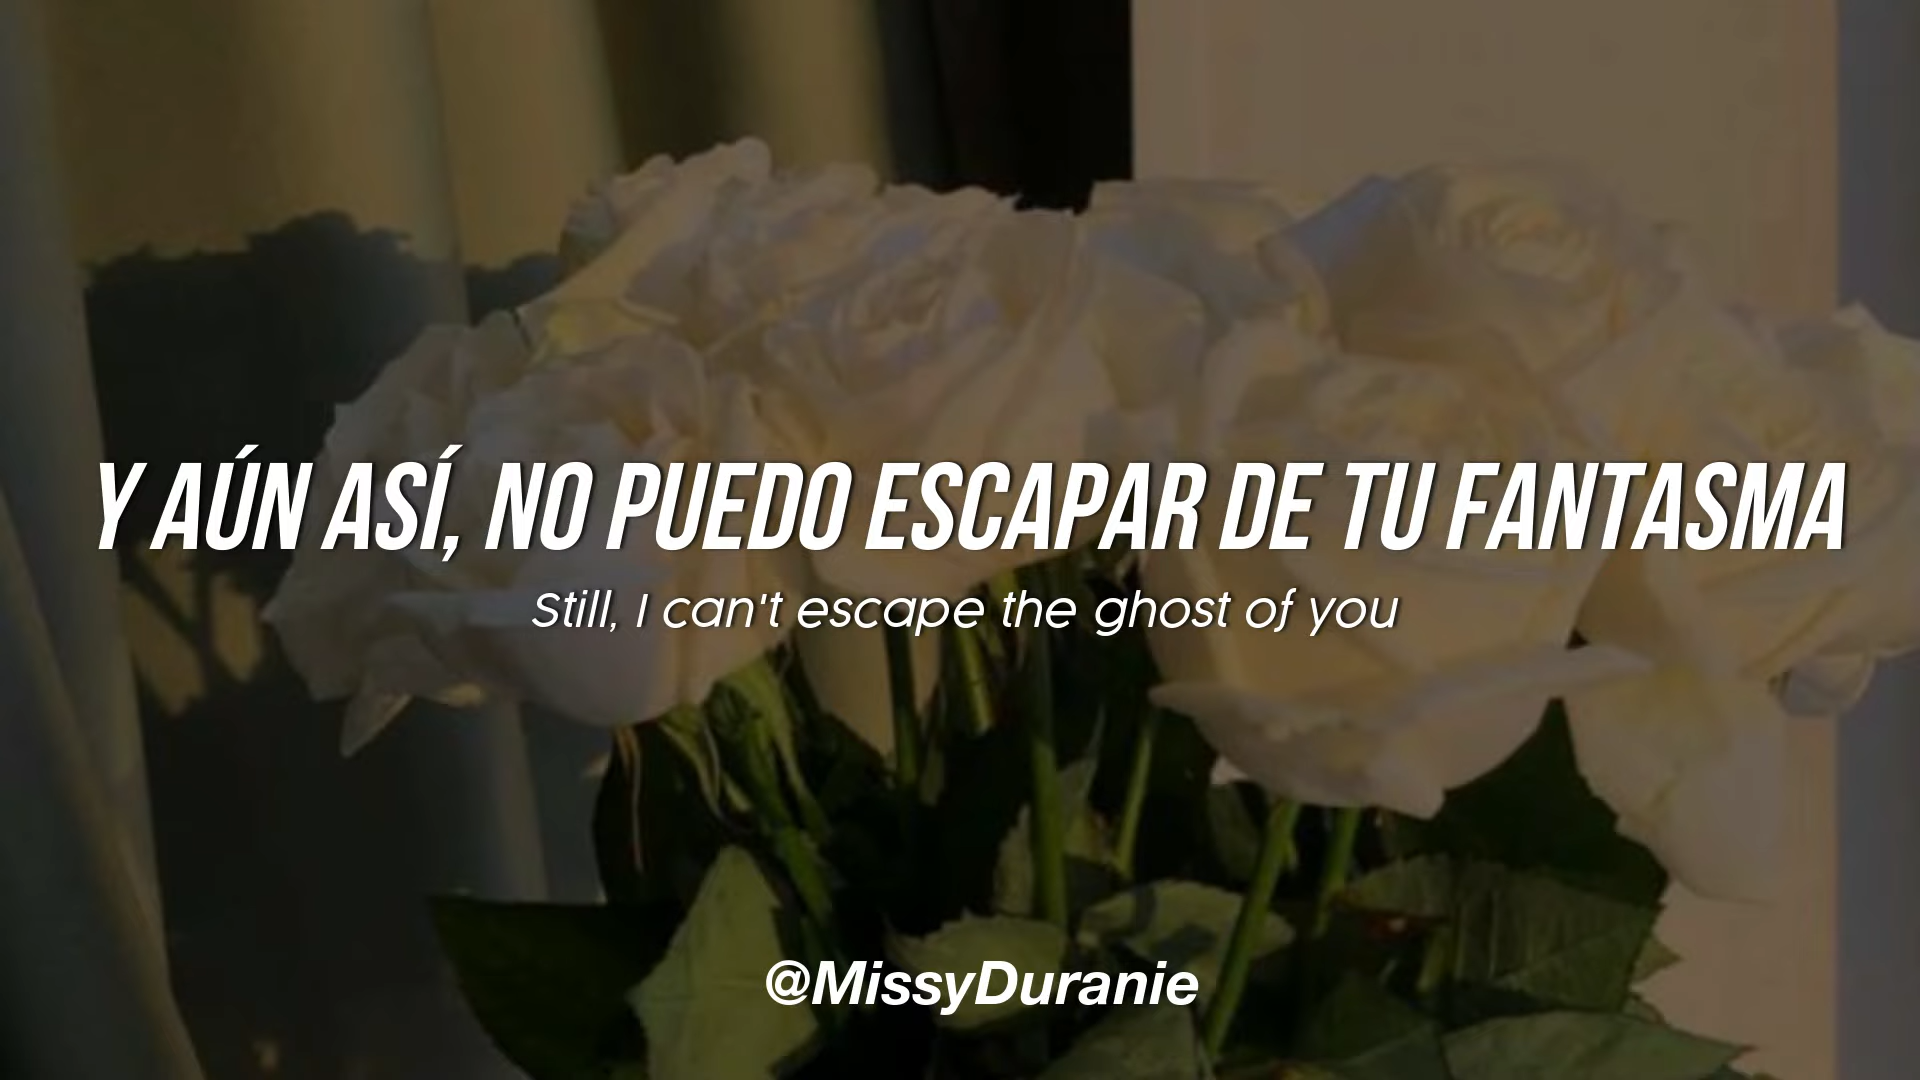 Y AÚN ASÍ, NO PUEDO ESCAPAR DE TU FANTASMA
Still, I can't escape the ghost of you
@MissyDuranie